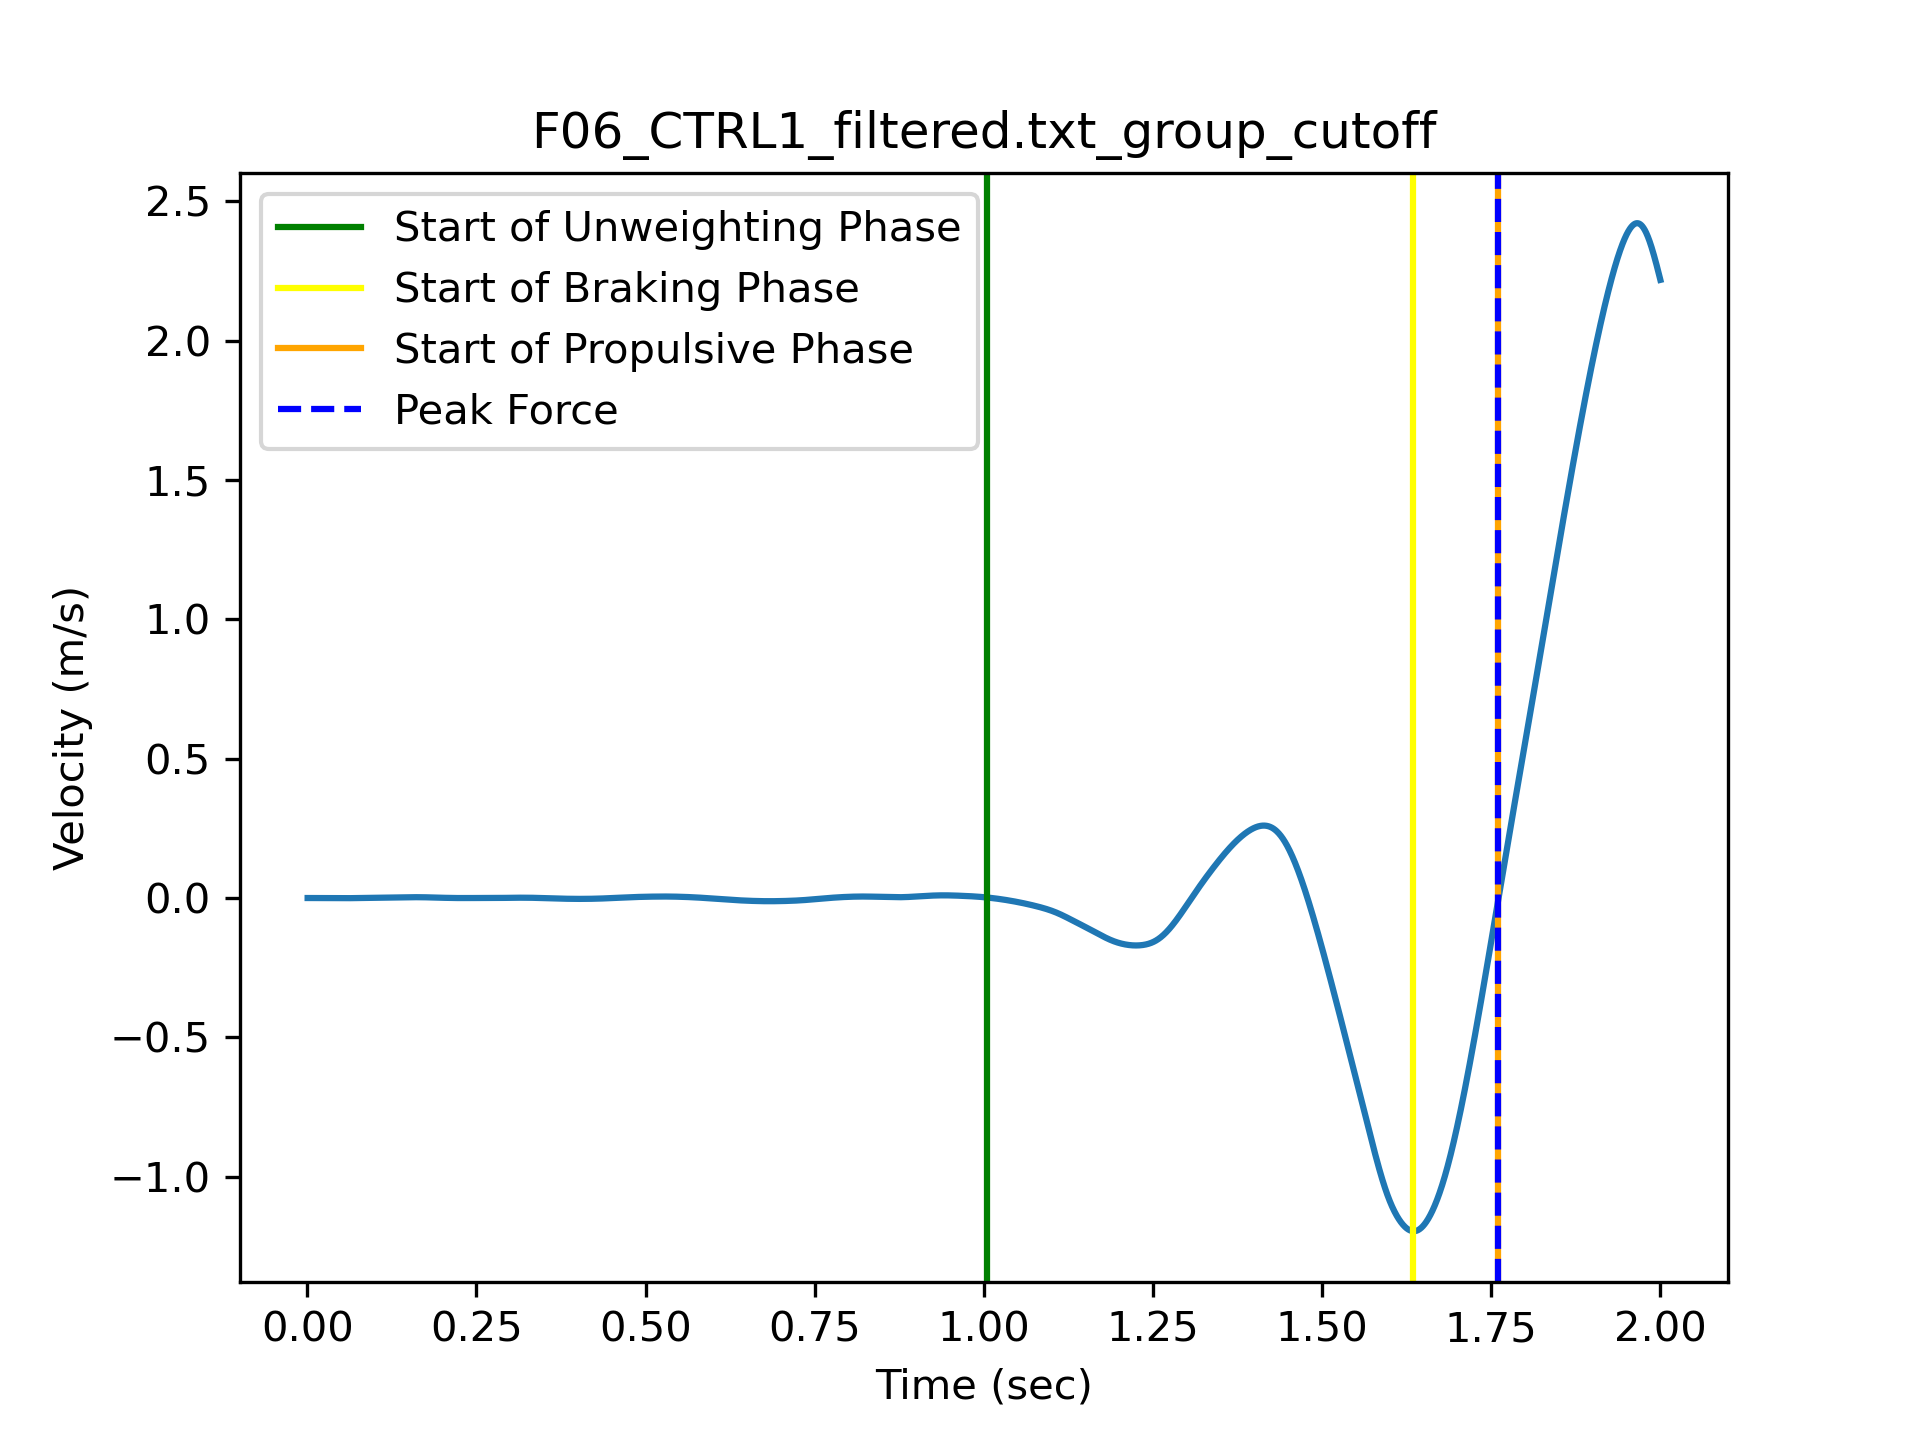 F06_CTRL1_filtered.txt_group_cutoff
2.5
2.0
1.5
1.0
0.5
0.0
−0.5
−1.0
Velocity (m/s)
Start of Unweighting Phase
Start of Braking Phase
Start of Propulsive Phase
Peak Force
0.00 0.25 0.50 0.75 1.00 1.25 1.50 1.75 2.00
Time (sec)